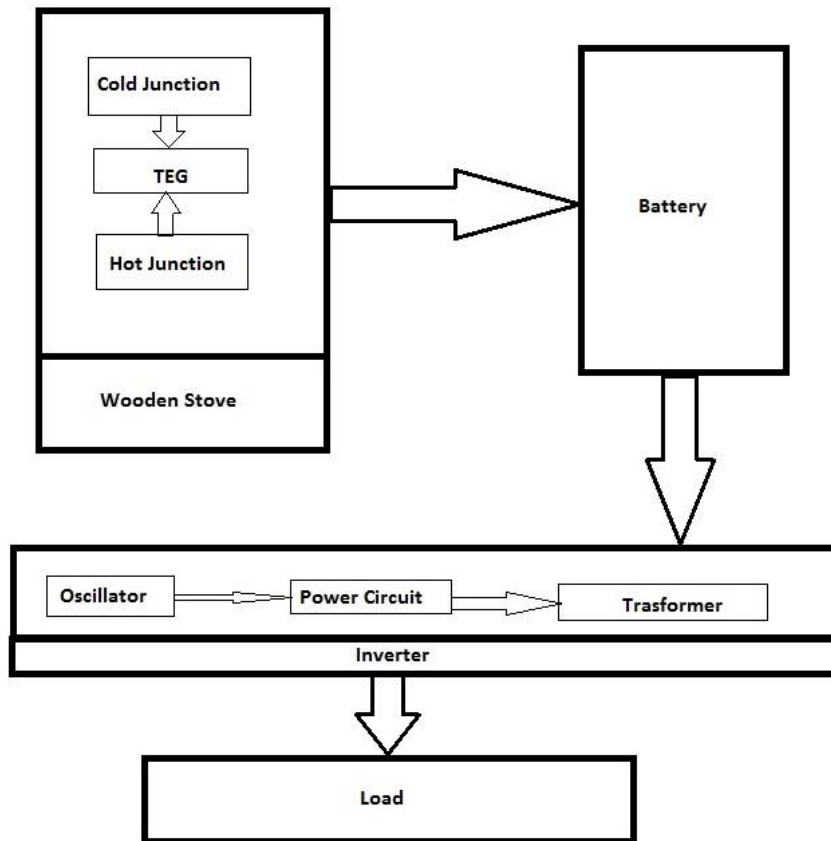 Cold Junction
TEG
Hot Junction
Wooden Stove
Battery
Oscillator
Power Circuit
Trasformer
Inverter
Load